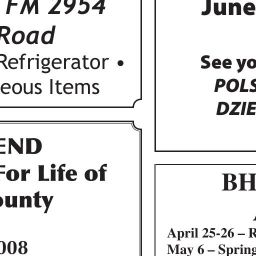 FM 2954
Road
Refrigerator •
eous Items
END
For Life of
ounty
008
June
See yo
POLS
DZIE
BH
April 25-26 – R
May 6 – Spring